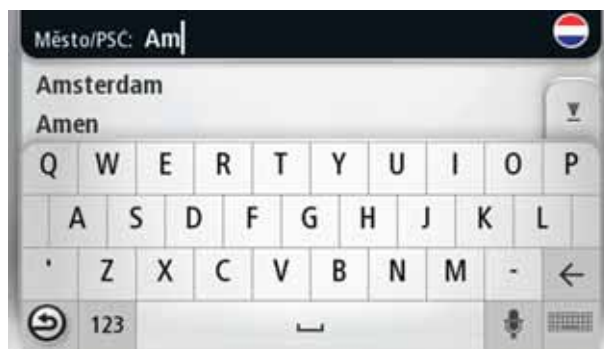 Město/PSČ: Am
Amsterdam
Amen
Q W E R T Y U I O P
A S D F G H J K L
' Z X C V B N M -
123